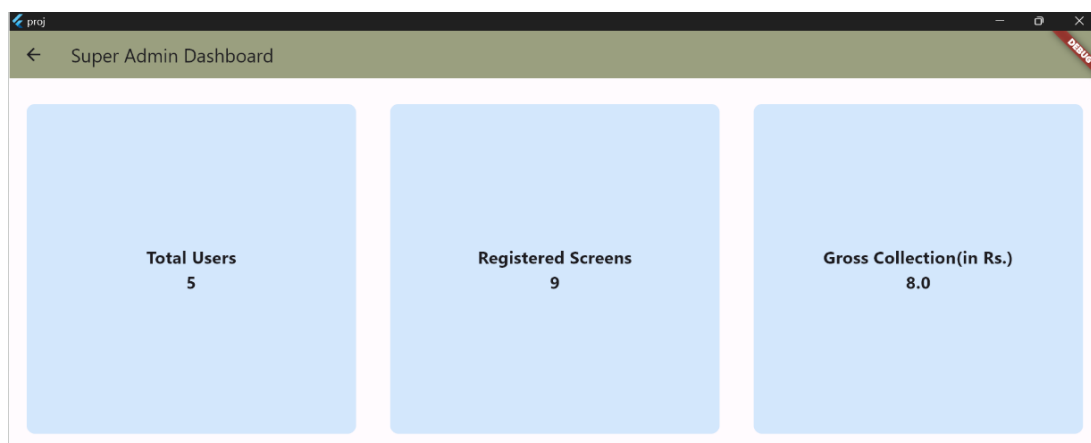 proj
Super Admin Dashboard
DEBUG
Total Users
5
Registered Screens
9
Gross Collection(in Rs.)
8.0